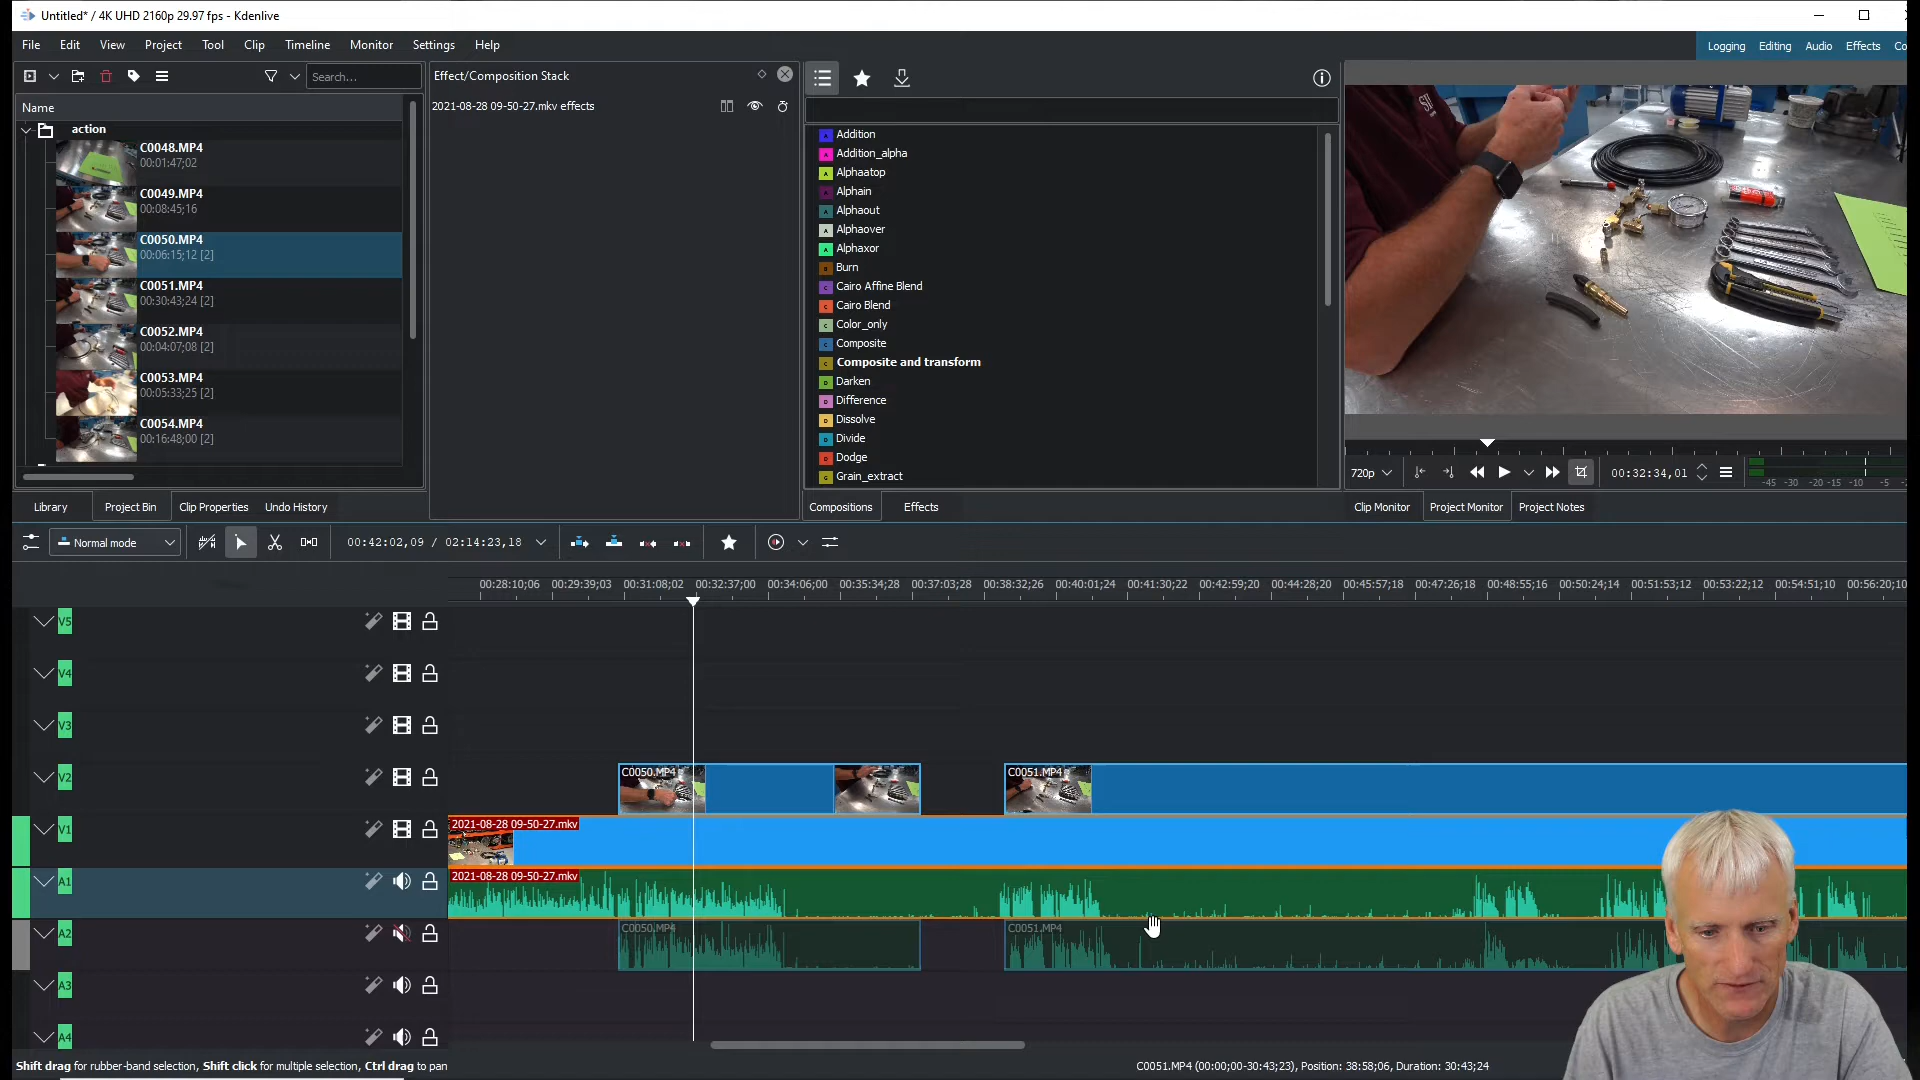 Untitled* / 4K UHD 2160p 29.97 fps - Kdenlive
File Edit View Project Tool Clip Timeline Monitor Settings Help
Logging Editing Audio Effects Co
Search...
Name
action
C0048.MP4
00:01:47;02
C0049.MP4
00:08:45;16
C0050.MP4
00:06:15;12 [2]
C0051.MP4
00:30:43;24 [2]
C0052.MP4
00:04:07;08 [2]
C0053.MP4
00:05:33;25 [2]
C0054.MP4
00:16:48;00 [2]
Library Project Bin Clip Properties Undo History
Effect/Composition Stack
2021-08-28 09-50-27.mkv effects
Addition
Addition_alpha
Alphaatop
Alphain
Alphaout
Alphaover
Alphaxor
Burn
Cairo Affine Blend
Cairo Blend
Color_only
Composite
Composite and transform
Darken
Difference
Dissolve
Divide
Dodge
Grain_extract
Compositions Effects
720p 00:32:34,01 -45 -30 -20 -15 -10 -5
Clip Monitor Project Monitor Project Notes
Normal mode 00:42:02,09 / 02:14:23,18
00:28:10;06 00:29:39;03 00:31:08;02 00:32:37;00 00:34:06;00 00:35:34;28 00:37:03;28 00:38:32;26 00:40:01;24 00:41:30;22 00:42:59;20 00:44:28;20 00:45:57;18 00:47:26;18 00:48:55;16 00:50:24;14 00:51:53;12 00:53:22;12 00:54:51;10 00:56:20;10
V5
V4
V3
V2 C0050.MP4 C0051.MP4
V1 2021-08-28 09-50-27.mkv
A1 2021-08-28 09-50-27.mkv
A2 C0050.MP4 C0051.MP4
A3
A4
Shift drag for rubber-band selection, Shift click for multiple selection, Ctrl drag to pan
C0051.MP4 (00:00;00-30:43;23), Position: 38:58;06, Duration: 30:43;24